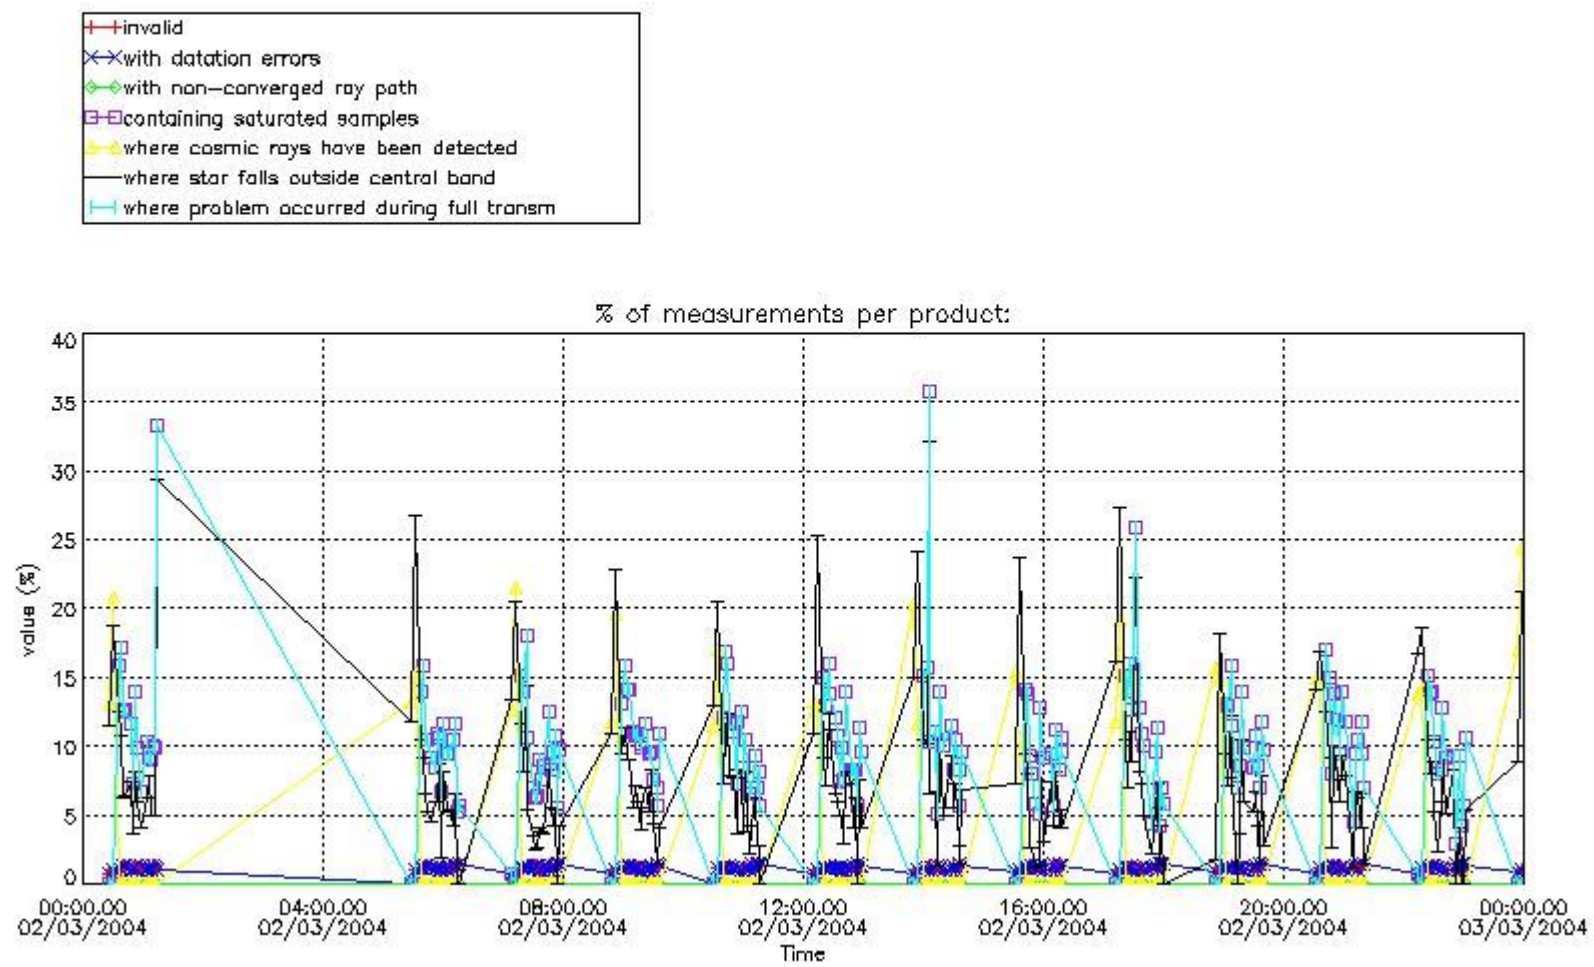 invalid
with datation errors
with non-converged ray path
containing saturated samples
where cosmic rays have been detected
where star falls outside central band
where problem occurred during full transm
% of measurements per product:
40
35
30
25
20
15
10
5
0
value (%)
00:00:00 04:00:00 08:00:00 12:00:00 16:00:00 20:00:00 00:00:00
02/03/2004 02/03/2004 02/03/2004 02/03/2004 02/03/2004 02/03/2004 03/03/2004
Time